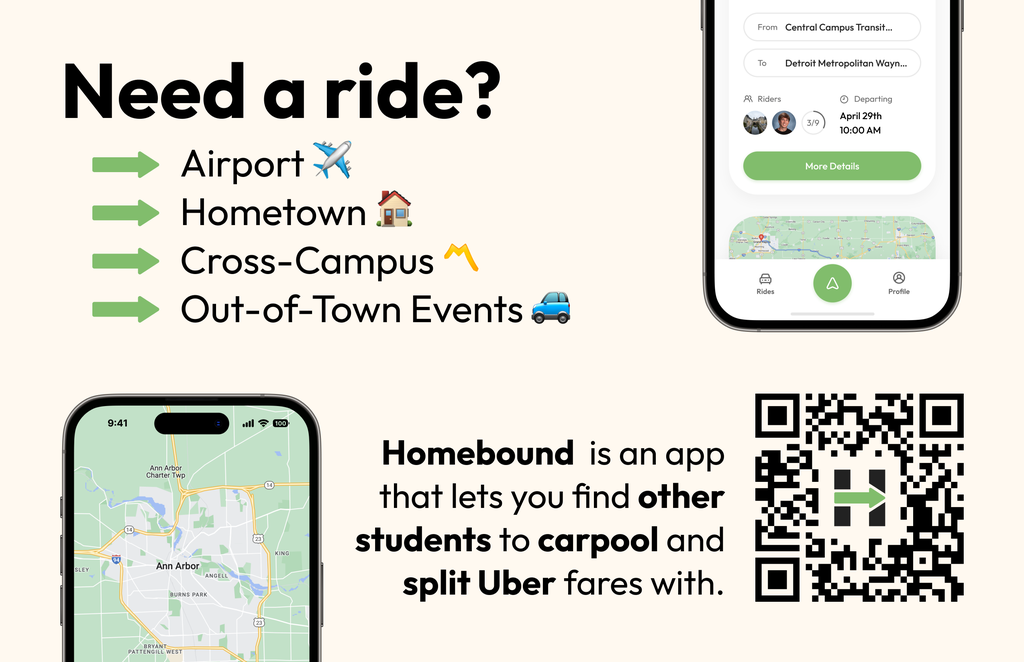 Need a ride?
Airport
Hometown
Cross-Campus
Out-of-Town Events
From Central Campus Transit...
To Detroit Metropolitan Wayn...
Riders
Departing
3/9
April 29th
10:00 AM
More Details
Rides
Profile
9:41
100
Ann Arbor
Charter Twp
14
14
23
KING
SLEY
Ann Arbor
ANGELL
BURNS PARK
23
BRYANT
PATTENGILL WEST
Homebound is an app
that lets you find other
students to carpool and
split Uber fares with.
H